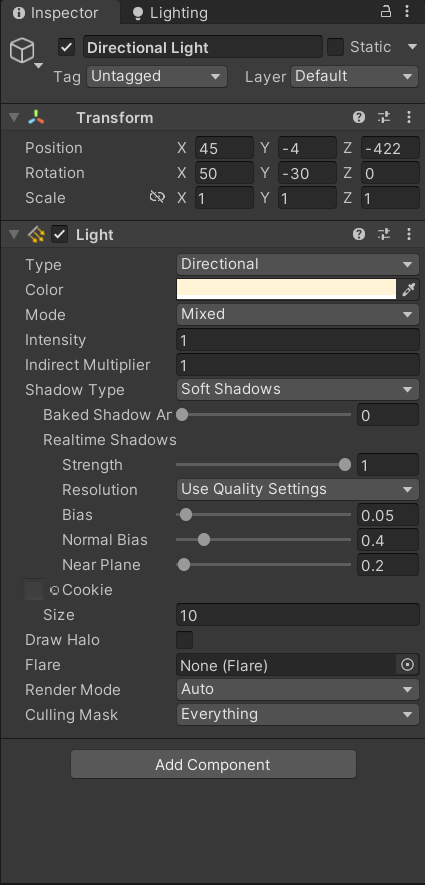 Inspector Lighting
Directional Light Static
Tag Untagged Layer Default
Transform
Position X 45 Y -4 Z -422
Rotation X 50 Y -30 Z 0
Scale X 1 Y 1 Z 1
Light
Type Directional
Color
Mode Mixed
Intensity 1
Indirect Multiplier 1
Shadow Type Soft Shadows
Baked Shadow Ar 0
Realtime Shadows
Strength 1
Resolution Use Quality Settings
Bias 0.05
Normal Bias 0.4
Near Plane 0.2
Cookie
Size 10
Draw Halo
Flare None (Flare)
Render Mode Auto
Culling Mask Everything
Add Component